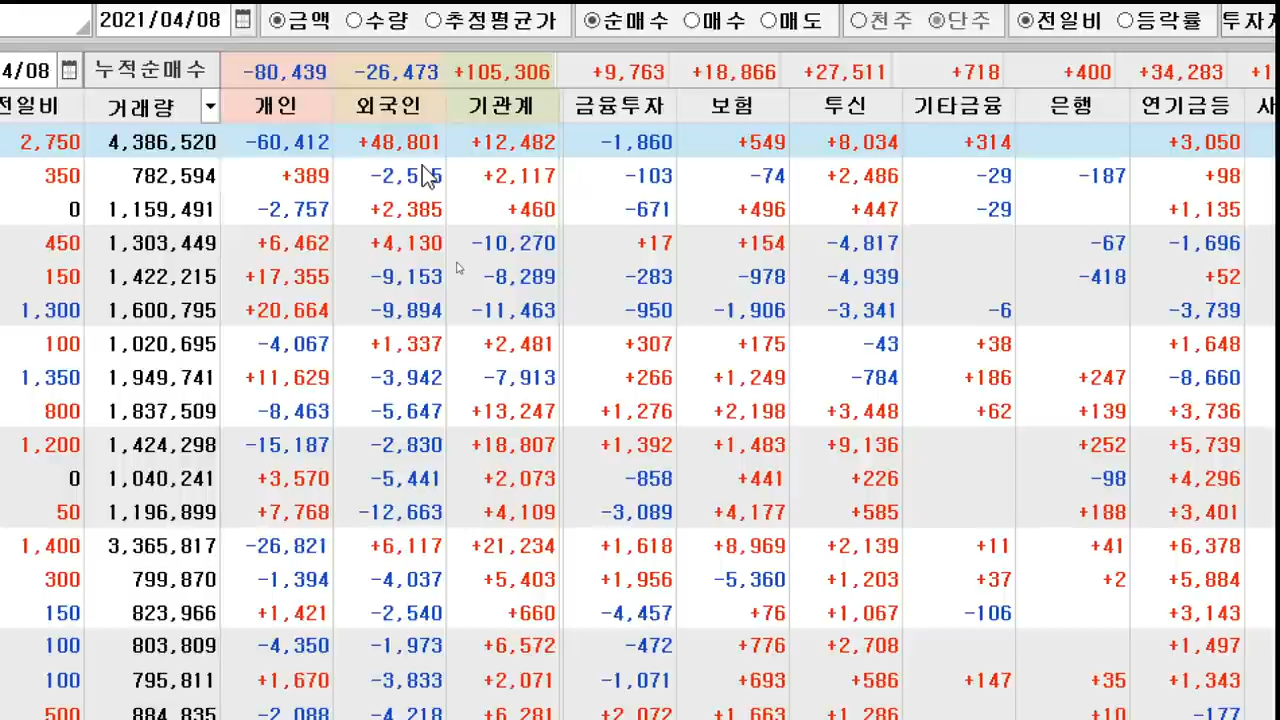 2021/04/08 금액 수량 추정평균가 순매수 매수 매도 천주 단주 전일비 등락률
4/08 누적순매수 -80,439 -26,473 +105,306 +9,763 +18,866 +27,511 +718 +400 +34,283
전일비 거래량 개인 외국인 기관계 금융투자 보험 투신 기타금융 은행 연기금등
2,750 4,386,520 -60,412 +48,801 +12,482 -1,860 +549 +8,034 +314 +3,050
350 782,594 +389 +2,117 -103 -74 +2,486 -29 -187 +98
0 1,159,491 -2,757 +2,385 +460 -671 +496 +447 -29 +1,135
450 1,303,449 +6,462 +4,130 -10,270 +17 +154 -4,817 -67 -1,696
150 1,422,215 +17,355 -9,153 -8,289 -283 -978 -4,939 -418 +52
1,300 1,600,795 +20,664 -9,894 -11,463 -950 -1,906 -3,341 -6 -3,739
100 1,020,695 -4,067 +1,337 +2,481 +307 +175 -43 +38 +1,648
1,350 1,949,741 +11,629 -3,942 -7,913 +266 +1,249 -784 +186 +247 -8,660
800 1,837,509 -8,463 -5,647 +13,247 +1,276 +2,198 +3,448 +62 +139 +3,736
1,200 1,424,298 -15,187 -2,830 +18,807 +1,392 +1,483 +9,136 +252 +5,739
0 1,040,241 +3,570 -5,441 +2,073 -858 +441 +226 -98 +4,296
50 1,196,899 +7,768 -12,663 +4,109 -3,089 +4,177 +585 +188 +3,401
1,400 3,365,817 -26,821 +6,117 +21,234 +1,618 +8,969 +2,139 +11 +41 +6,378
300 799,870 -1,394 -4,037 +5,403 +1,956 -5,360 +1,203 +37 +2 +5,884
150 823,966 +1,421 -2,540 +660 -4,457 +76 +1,067 -106 +3,143
100 803,809 -4,350 -1,973 +6,572 -472 +776 +2,708 +1,497
100 795,811 +1,670 -3,833 +2,071 -1,071 +693 +586 +147 +35 +1,343
500 884,835 -2,088 -4,218 +6,281 +2,072 +1,663 +1,286 +10 -177